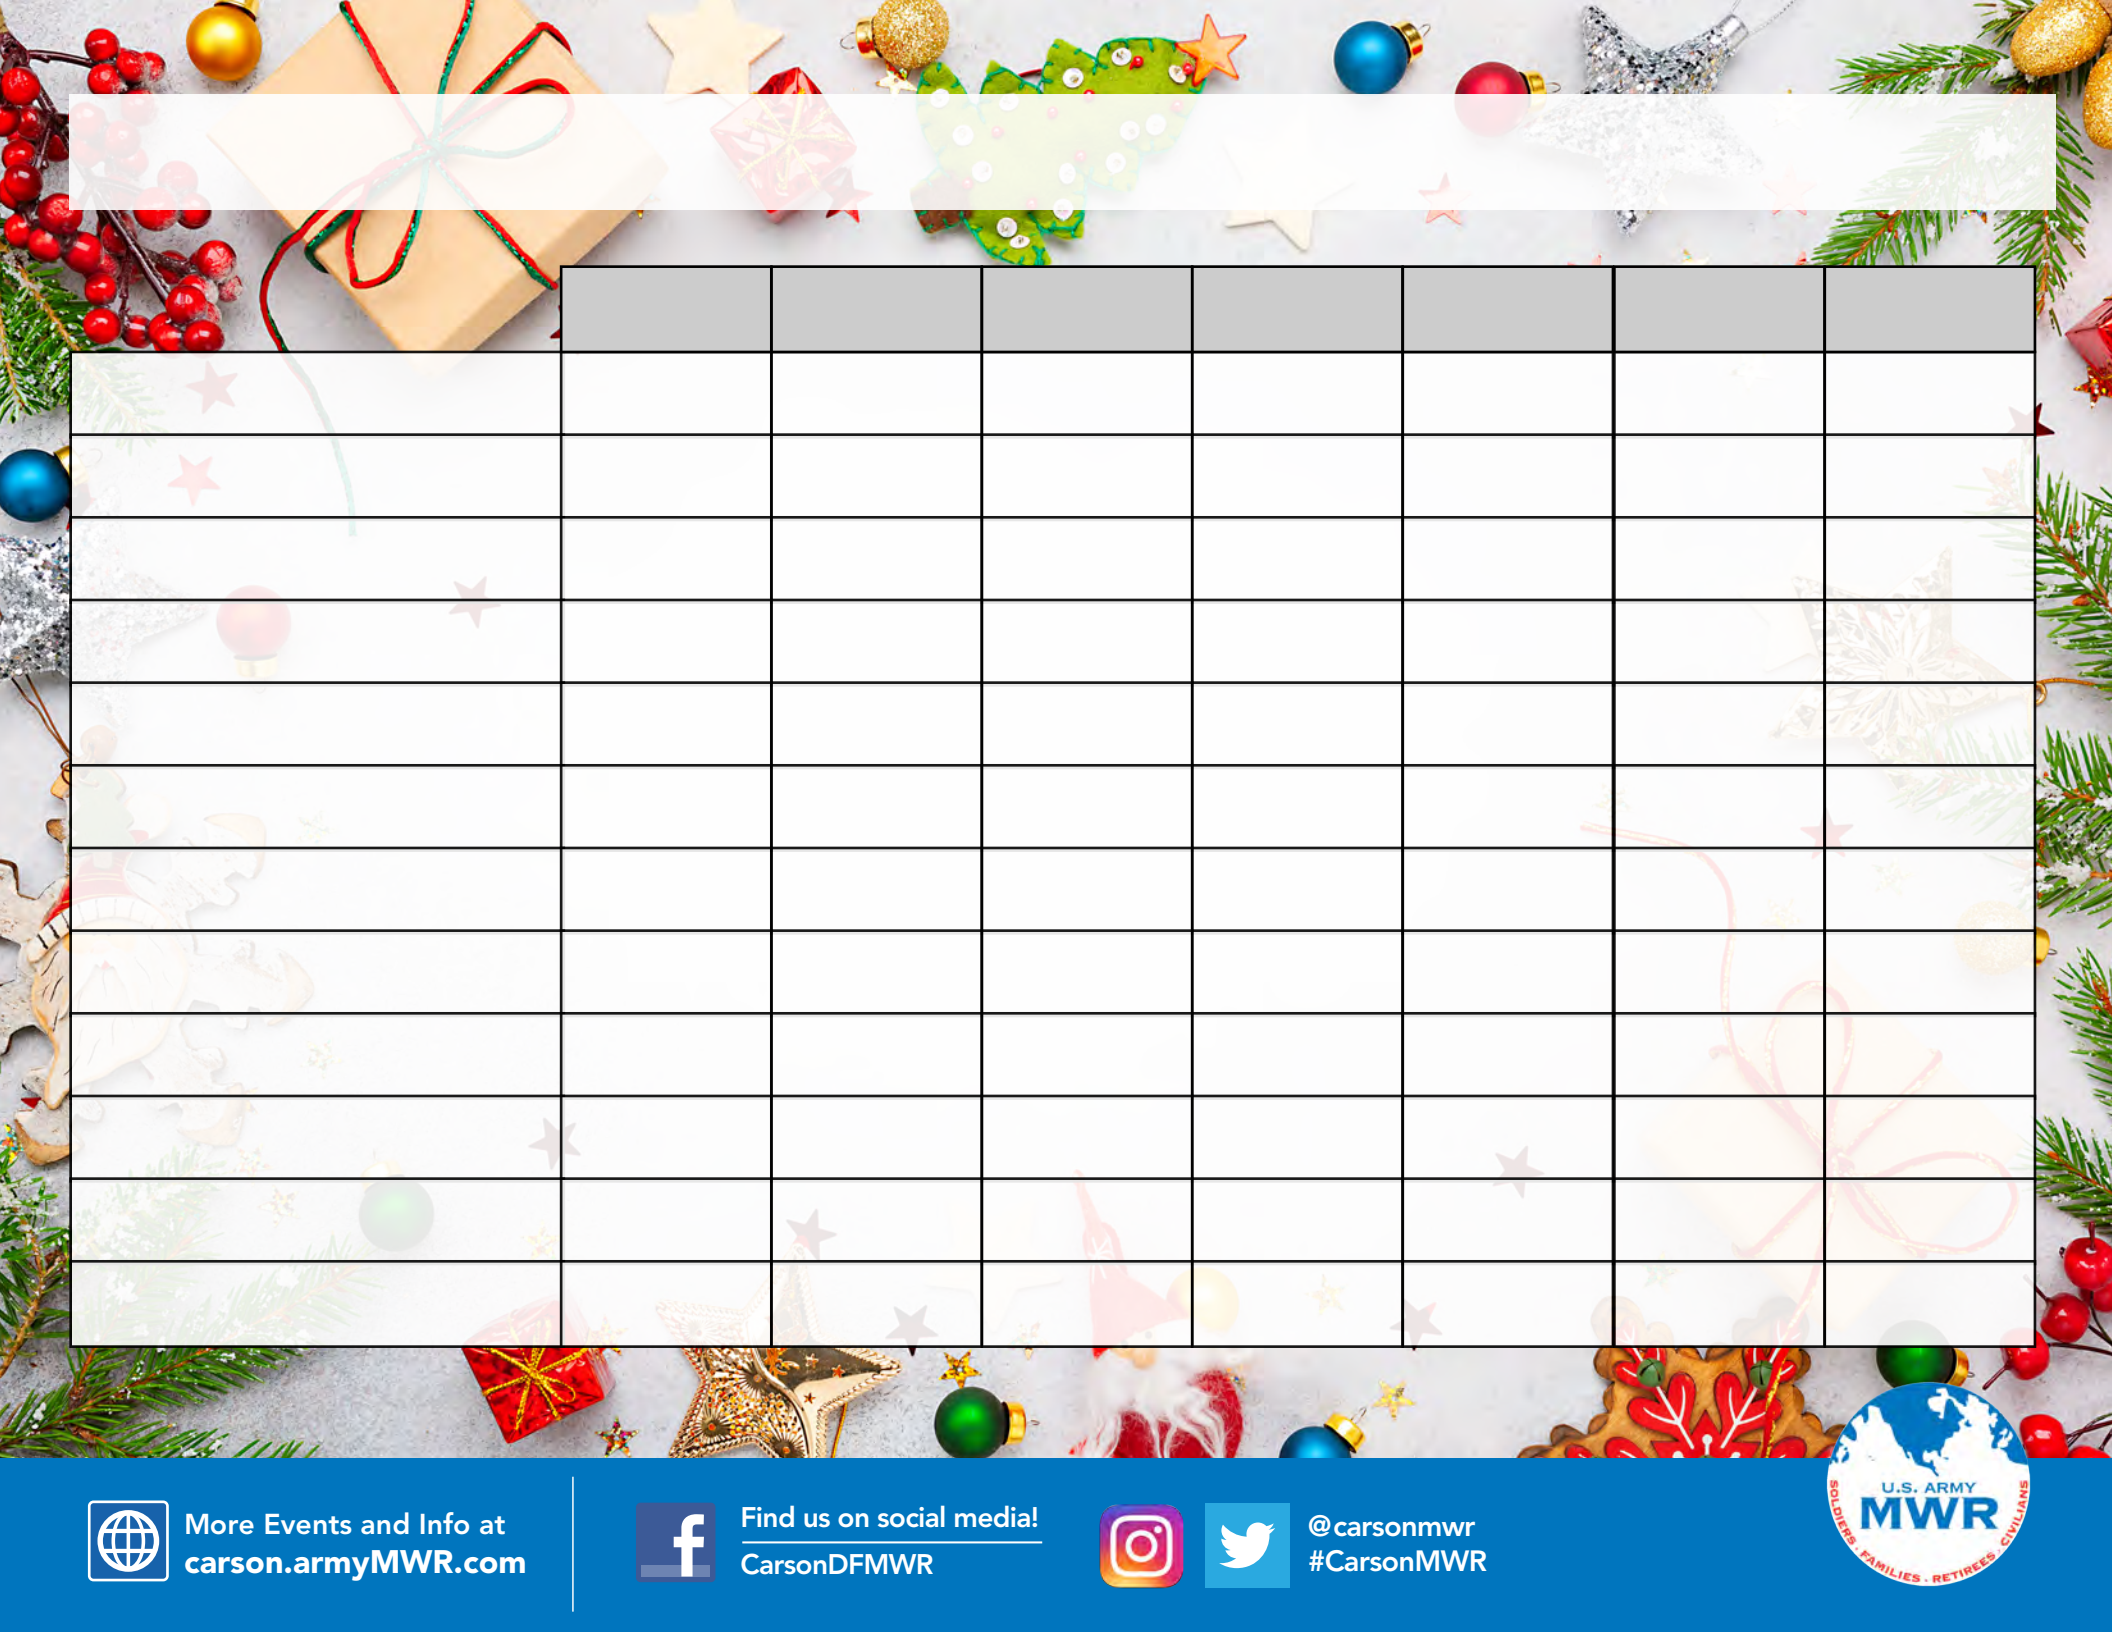 More Events and Info at
carson.armyMWR.com
Find us on social media!
CarsonDFMWR
@carsonmwr
#CarsonMWR
U.S. ARMY
MWR
SOLDIERS . FAMILIES . RETIREES . CIVILIANS